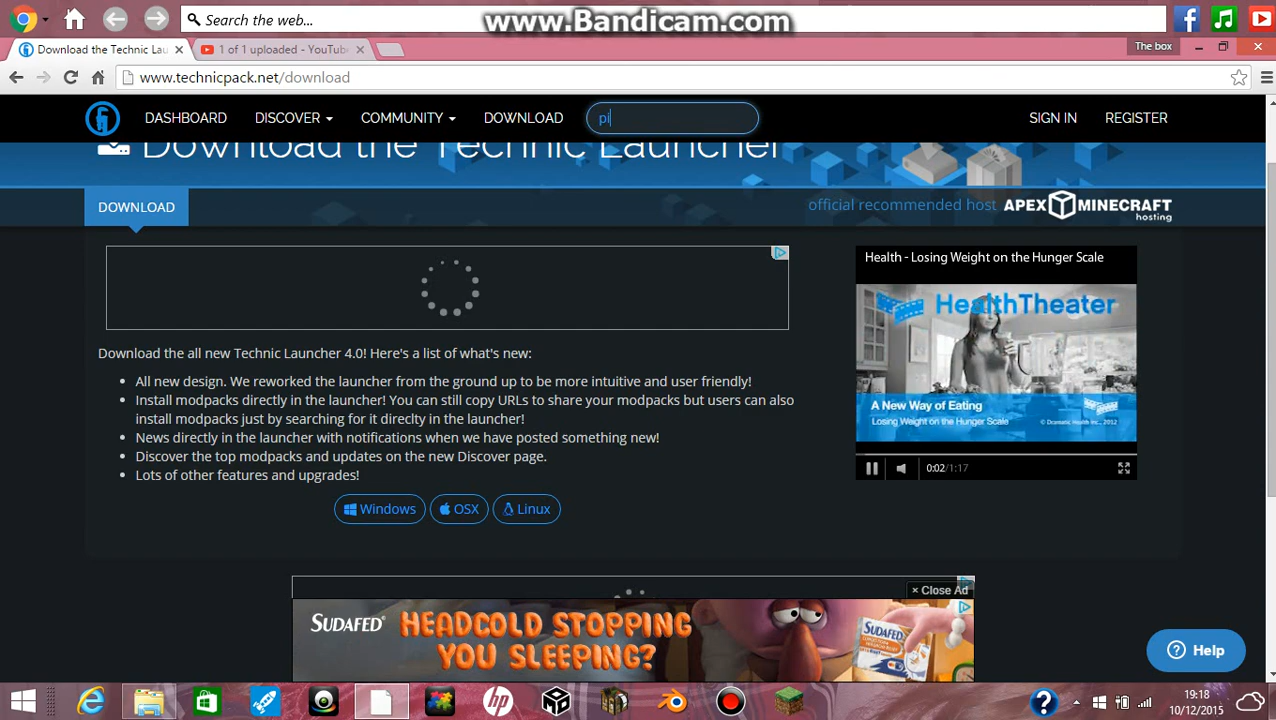 www.Bandicam.com
Search the web...
Download the Technic Lau
1 of 1 uploaded - YouTube
The box
www.technicpack.net/download
DASHBOARD
DISCOVER
COMMUNITY
DOWNLOAD
pi
SIGN IN
REGISTER
Download the Technic Launcher
DOWNLOAD
official recommended host
APEX MINECRAFT
hosting
Health - Losing Weight on the Hunger Scale
HealthTheater
A New Way of Eating
Losing Weight on the Hunger Scale
© Dramatic Health Inc., 2012
0:02/1:17
Download the all new Technic Launcher 4.0! Here's a list of what's new:
All new design. We reworked the launcher from the ground up to be more intuitive and user friendly!
Install modpacks directly in the launcher! You can still copy URLs to share your modpacks but users can also
install modpacks just by searching for it direclty in the launcher!
News directly in the launcher with notifications when we have posted something new!
Discover the top modpacks and updates on the new Discover page.
Lots of other features and upgrades!
Windows
OSX
Linux
× Close Ad
SUDAFED
HEADCOLD STOPPING
YOU SLEEPING?
Help
19:18
10/12/2015